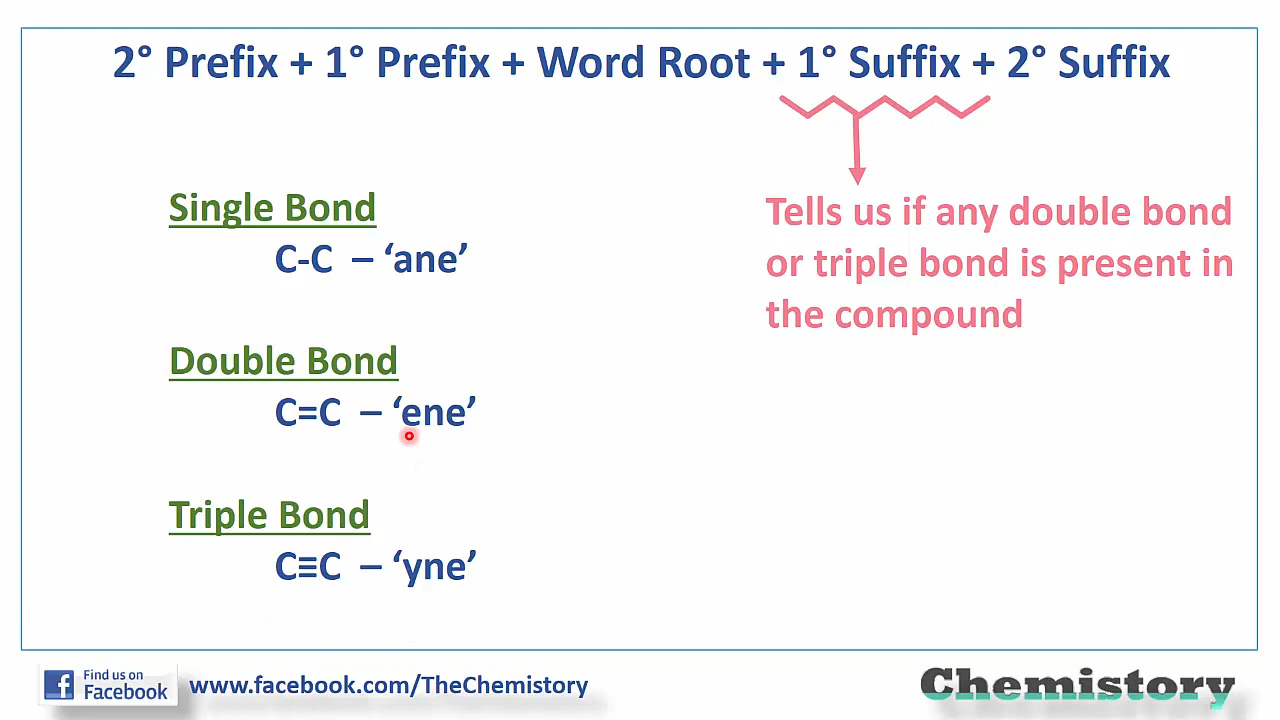 2° Prefix + 1° Prefix + Word Root + 1° Suffix + 2° Suffix
Single Bond
C-C – ‘ane’
Tells us if any double bond
or triple bond is present in
the compound
Double Bond
C=C – ‘ene’
Triple Bond
C≡C – ‘yne’
Find us on
Facebook
www.facebook.com/TheChemistory
Chemistory